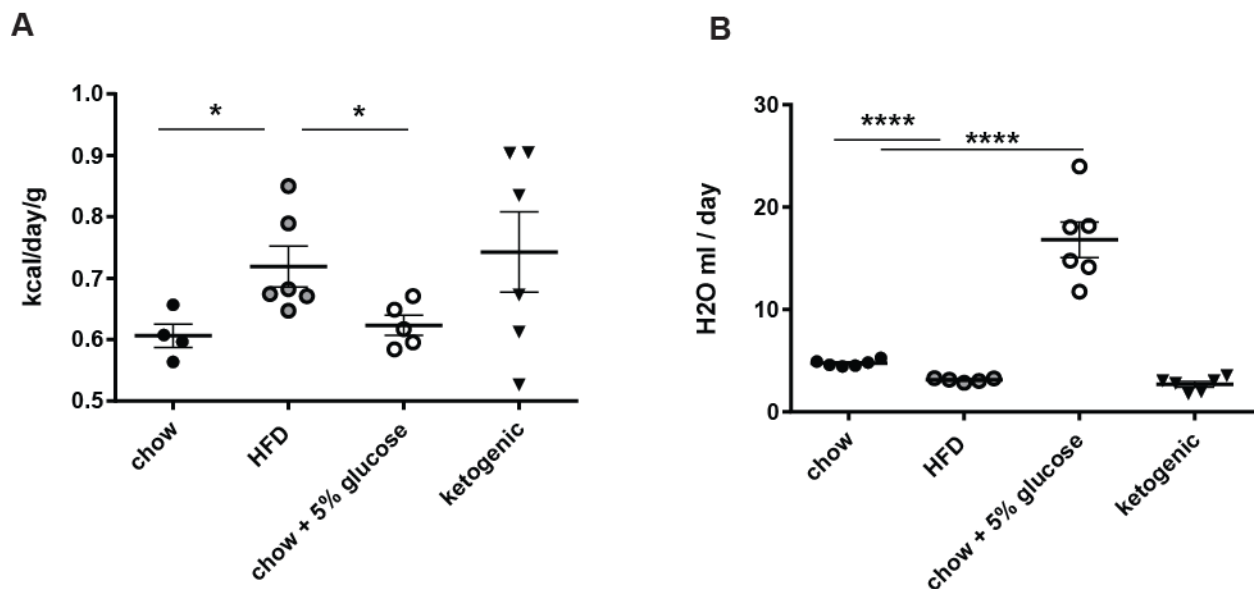 A
kcal/day/g
1.0
0.9
0.8
0.7
0.6
0.5
*
*
chow
HFD
chow + 5% glucose
ketogenic
B
H2O ml / day
30
20
10
0
****
****
chow
HFD
chow + 5% glucose
ketogenic